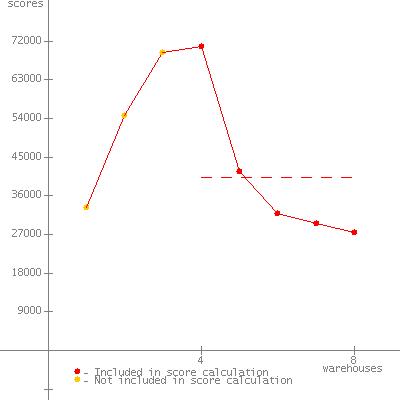 scores
72000
63000
54000
45000
36000
27000
18000
9000
4
8
warehouses
- Included in score calculation
- Not included in score calculation